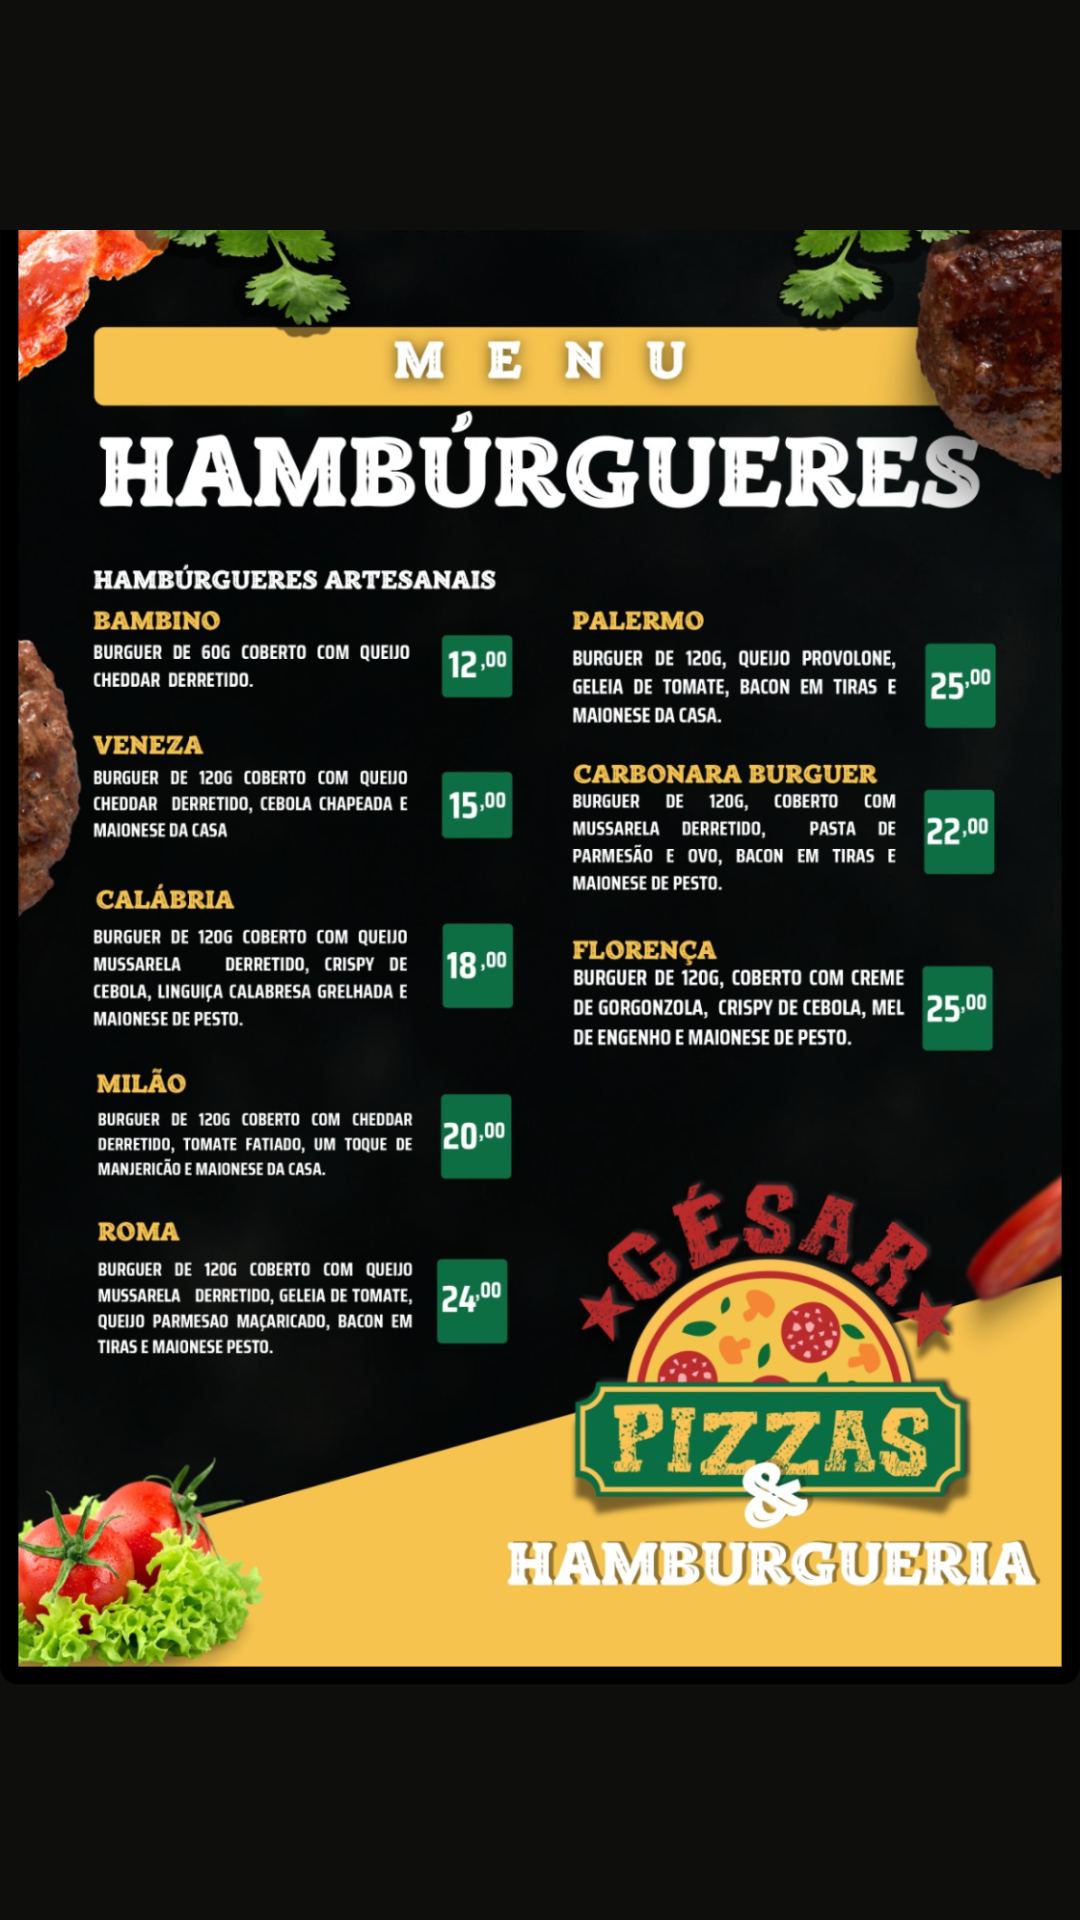 MENU
HAMBÚRGUERES
HAMBÚRGUERES ARTESANAIS
BAMBINO
BURGUER DE 60G COBERTO COM QUEIJO
CHEDDAR DERRETIDO.
12,00
VENEZA
BURGUER DE 120G COBERTO COM QUEIJO
CHEDDAR DERRETIDO, CEBOLA CHAPEADA E
MAIONESE DA CASA
15,00
CALÁBRIA
BURGUER DE 120G COBERTO COM QUEIJO
MUSSARELA DERRETIDO, CRISPY DE
CEBOLA, LINGUIÇA CALABRESA GRELHADA E
MAIONESE DE PESTO.
18,00
MILÃO
BURGUER DE 120G COBERTO COM CHEDDAR
DERRETIDO, TOMATE FATIADO, UM TOQUE DE
MANJERICÃO E MAIONESE DA CASA.
20,00
ROMA
BURGUER DE 120G COBERTO COM QUEIJO
MUSSARELA DERRETIDO, GELEIA DE TOMATE,
QUEIJO PARMESAO MAÇARICADO, BACON EM
TIRAS E MAIONESE PESTO.
24,00
PALERMO
BURGUER DE 120G, QUEIJO PROVOLONE,
GELEIA DE TOMATE, BACON EM TIRAS E
MAIONESE DA CASA.
25,00
CARBONARA BURGUER
BURGUER DE 120G, COBERTO COM
MUSSARELA DERRETIDO, PASTA DE
PARMESÃO E OVO, BACON EM TIRAS E
MAIONESE DE PESTO.
22,00
FLORENÇA
BURGUER DE 120G, COBERTO COM CREME
DE GORGONZOLA, CRISPY DE CEBOLA, MEL
DE ENGENHO E MAIONESE DE PESTO.
25,00
CÉSAR
PIZZAS
&
HAMBURGUERIA